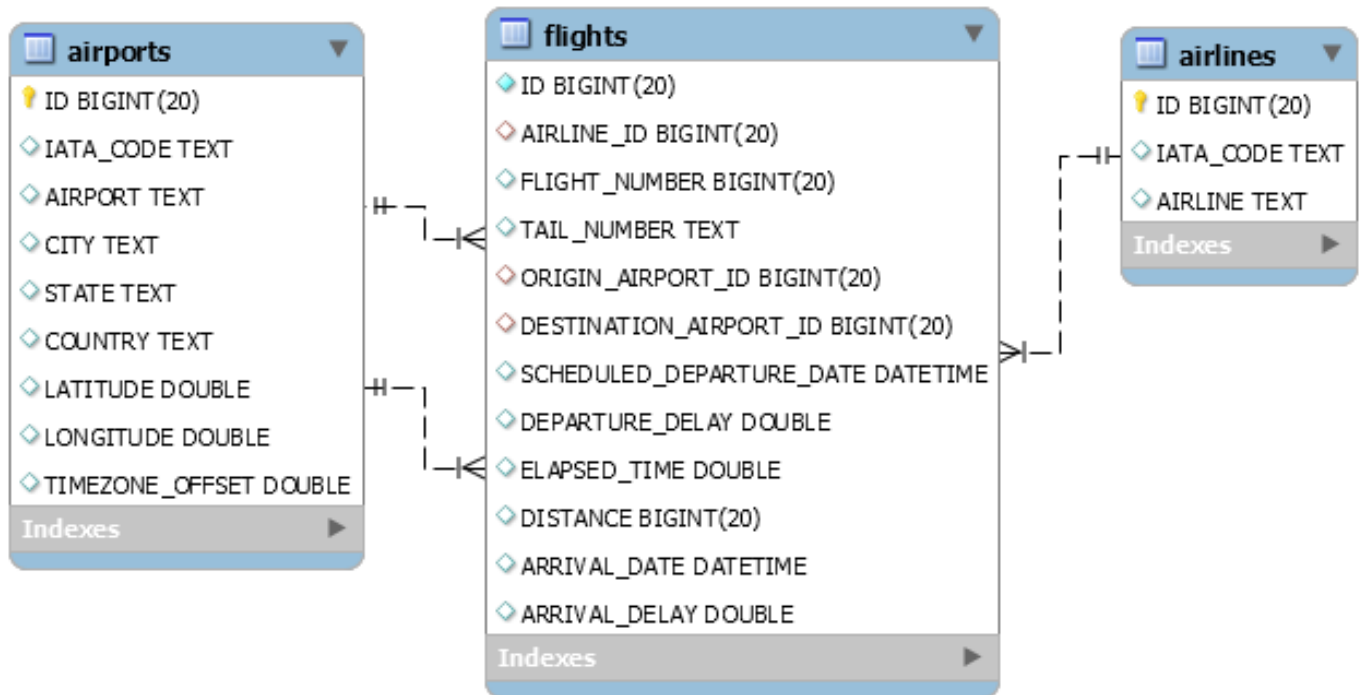 airports
ID BIGINT(20)
IATA_CODE TEXT
AIRPORT TEXT
CITY TEXT
STATE TEXT
COUNTRY TEXT
LATITUDE DOUBLE
LONGITUDE DOUBLE
TIMEZONE_OFFSET DOUBLE
Indexes
flights
ID BIGINT(20)
AIRLINE_ID BIGINT(20)
FLIGHT_NUMBER BIGINT(20)
TAIL_NUMBER TEXT
ORIGIN_AIRPORT_ID BIGINT(20)
DESTINATION_AIRPORT_ID BIGINT(20)
SCHEDULED_DEPARTURE_DATE DATETIME
DEPARTURE_DELAY DOUBLE
ELAPSED_TIME DOUBLE
DISTANCE BIGINT(20)
ARRIVAL_DATE DATETIME
ARRIVAL_DELAY DOUBLE
Indexes
airlines
ID BIGINT(20)
IATA_CODE TEXT
AIRLINE TEXT
Indexes